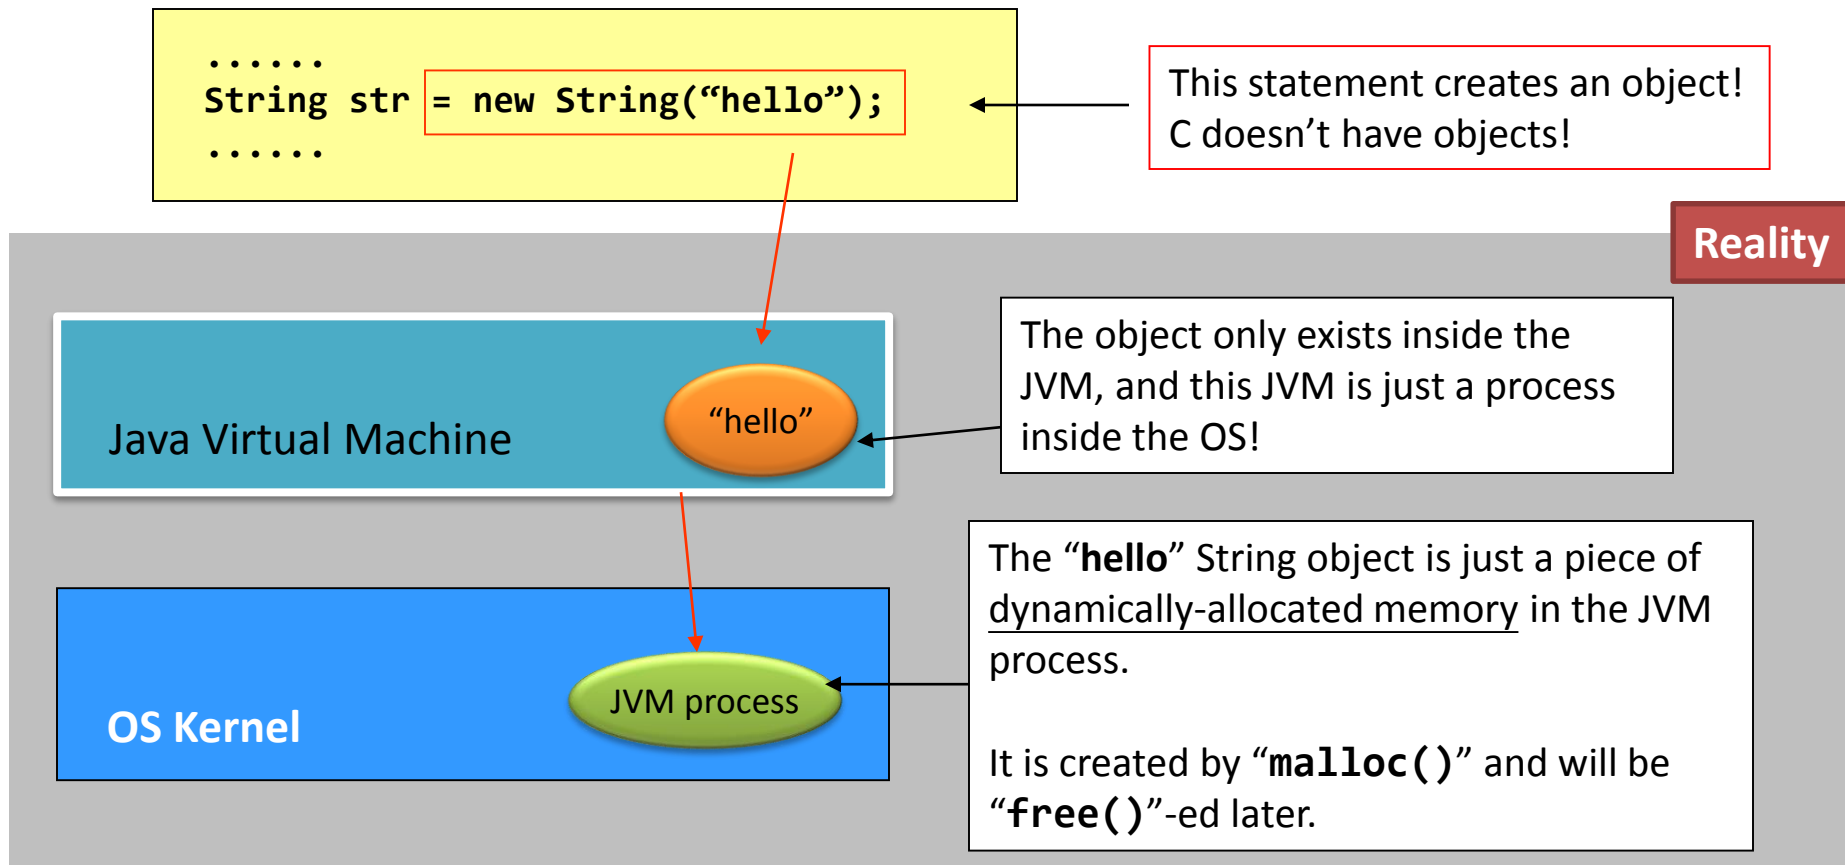 ......
String str = new String(“hello”);
......
This statement creates an object!
C doesn’t have objects!
Reality
Java Virtual Machine
“hello”
The object only exists inside the
JVM, and this JVM is just a process
inside the OS!
OS Kernel
JVM process
The “hello” String object is just a piece of
dynamically-allocated memory in the JVM
process.
It is created by “malloc()” and will be
“free()”-ed later.